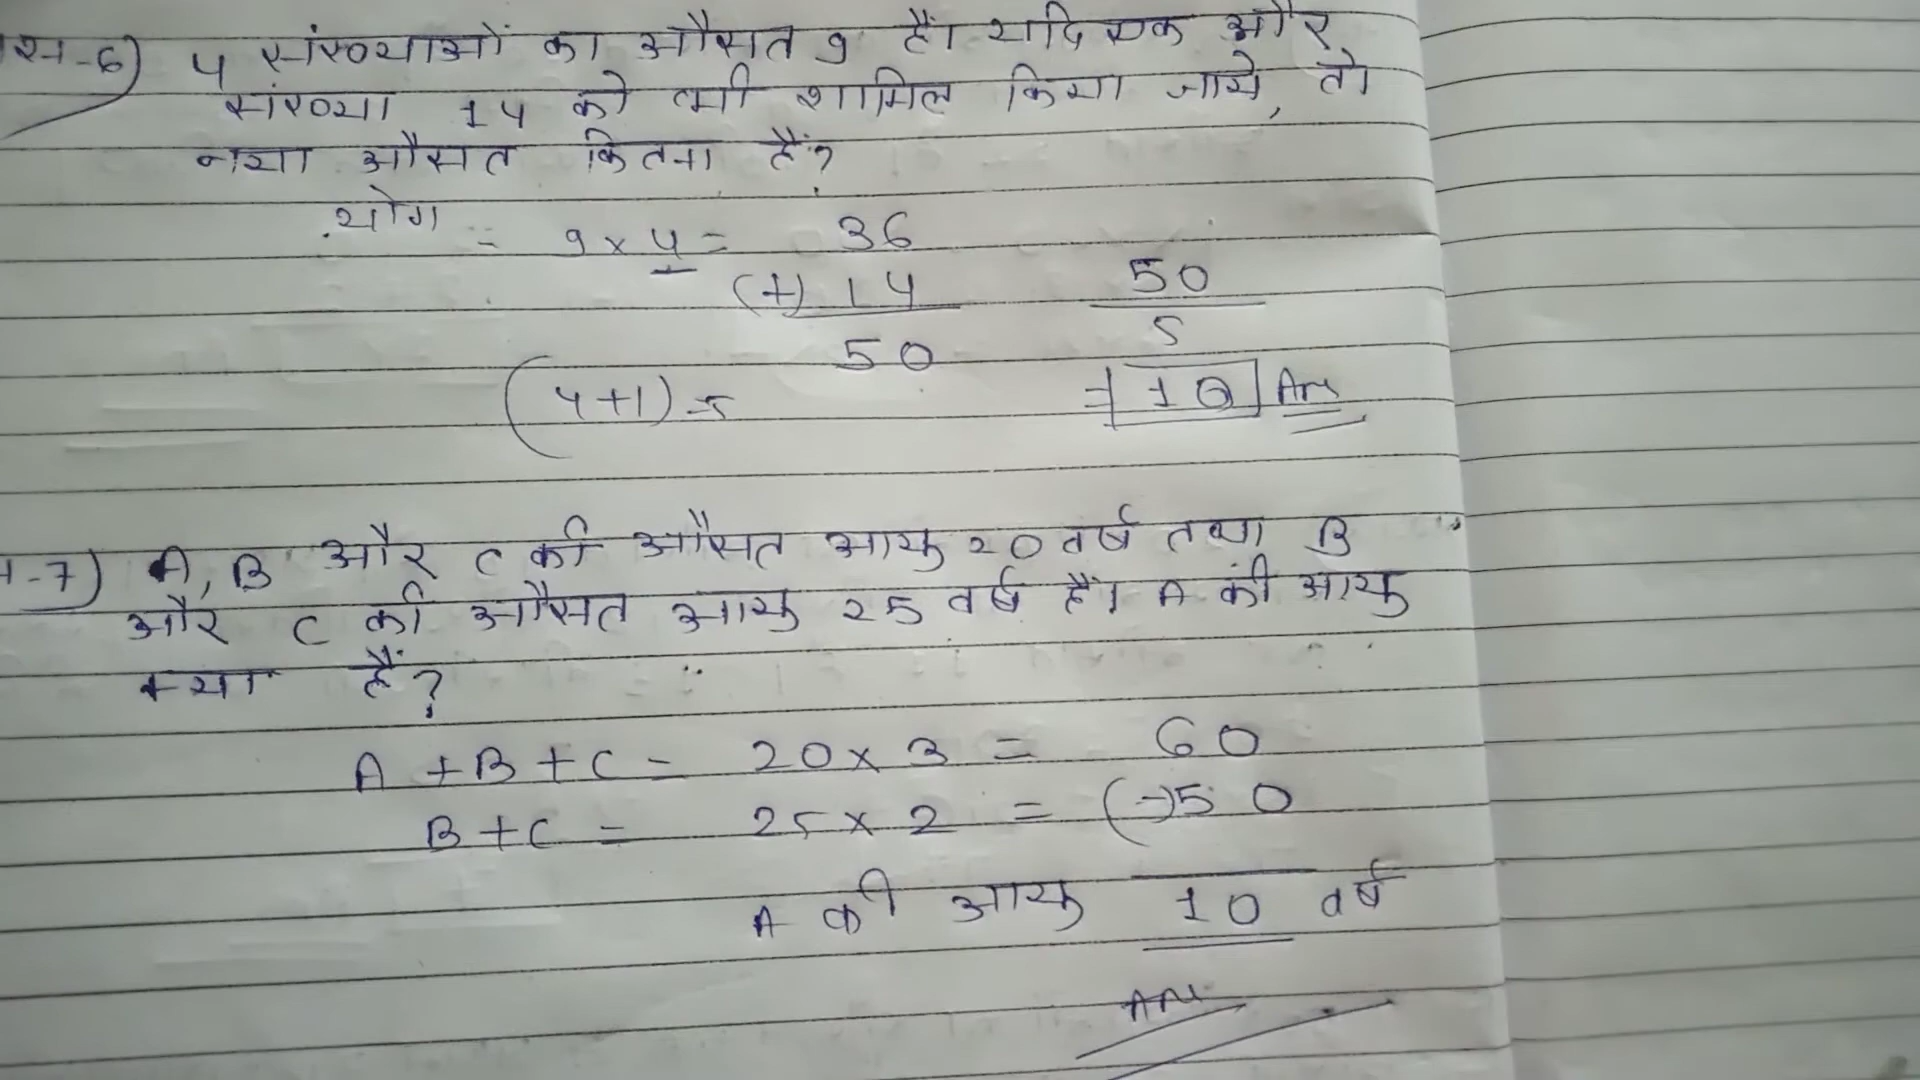 प्रश्न-6) 4 संख्याओं का औसत 9 है। यदि एक और
संख्या 14 को भी शामिल किया जाये, तो
नया औसत कितना है?
योग = 9 × 4 = 36
(+) 14
50
(4+1) = 5
50
5
= 10 Ans
-7) A, B और C की औसत आयु 20 वर्ष तथा B
और C की औसत आयु 25 वर्ष है। A की आयु
क्या है?
A + B + C = 20 × 3 = 60
B + C = 25 × 2 = (-) 50
A की आयु 10 वर्ष
Ans